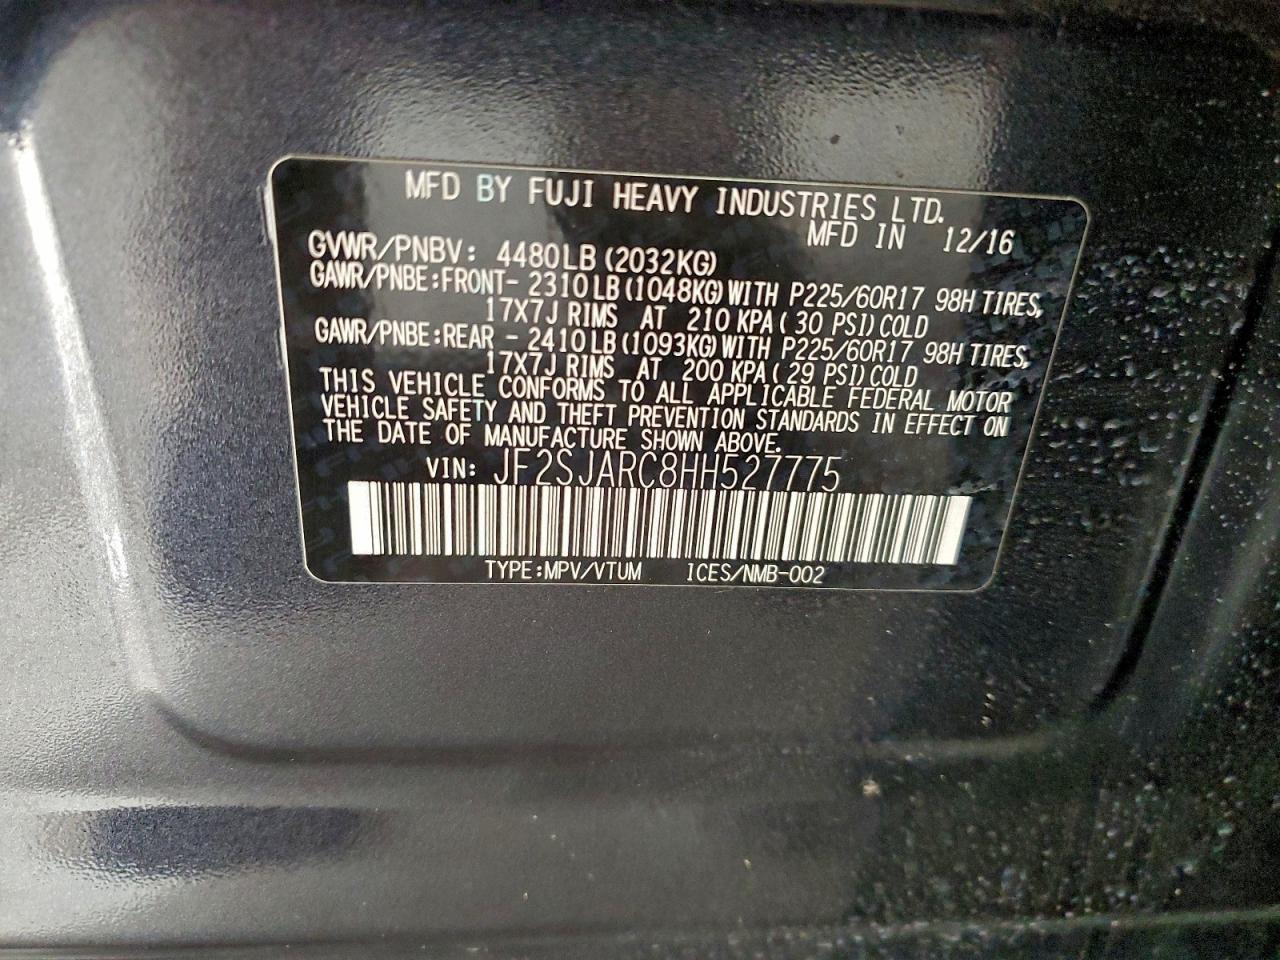 MFD BY FUJI HEAVY INDUSTRIES LTD.
MFD IN 12/16
GVWR/PNBV: 4480LB (2032KG)
GAWR/PNBE:FRONT- 2310LB (1048KG) WITH P225/60R17 98H TIRES,
17X7J RIMS AT 210 KPA ( 30 PSI) COLD
GAWR/PNBE:REAR - 2410LB (1093KG) WITH P225/60R17 98H TIRES,
17X7J RIMS AT 200 KPA ( 29 PSI) COLD
THIS VEHICLE CONFORMS TO ALL APPLICABLE FEDERAL MOTOR
VEHICLE SAFETY AND THEFT PREVENTION STANDARDS IN EFFECT ON
THE DATE OF MANUFACTURE SHOWN ABOVE.
VIN: JF2SJARC8HH527775
TYPE:MPV/VTUM ICES/NMB-002